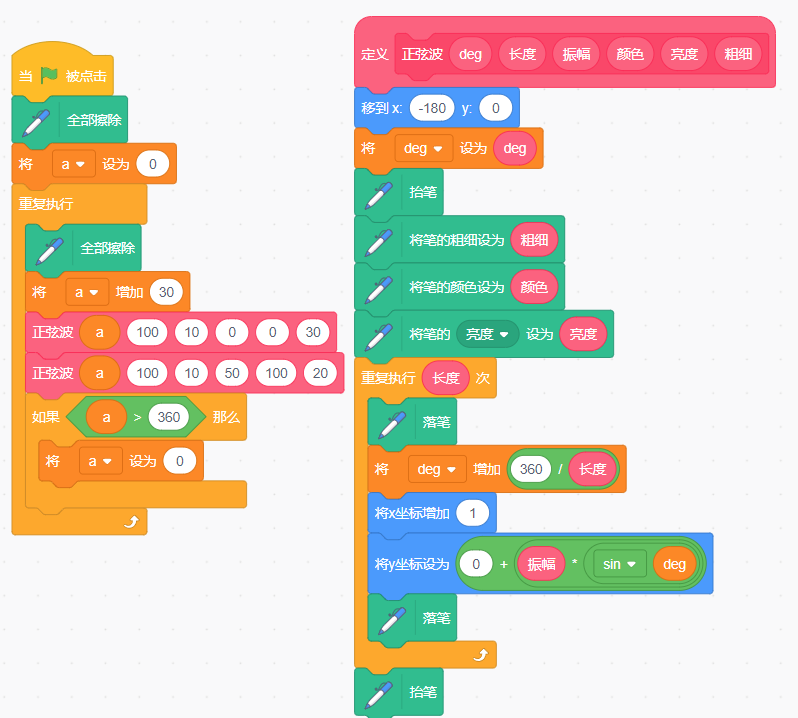 当 被点击
全部擦除
将 a 设为 0
重复执行
全部擦除
将 a 增加 30
正弦波 a 100 10 0 0 30
正弦波 a 100 10 50 100 20
如果 a > 360 那么
将 a 设为 0
定义 正弦波 deg 长度 振幅 颜色 亮度 粗细
移到 x: -180 y: 0
将 deg 设为 deg
抬笔
将笔的粗细设为 粗细
将笔的颜色设为 颜色
将笔的 亮度 设为 亮度
重复执行 长度 次
落笔
将 deg 增加 360 / 长度
将x坐标增加 1
将y坐标设为 0 + 振幅 * sin deg
落笔
抬笔